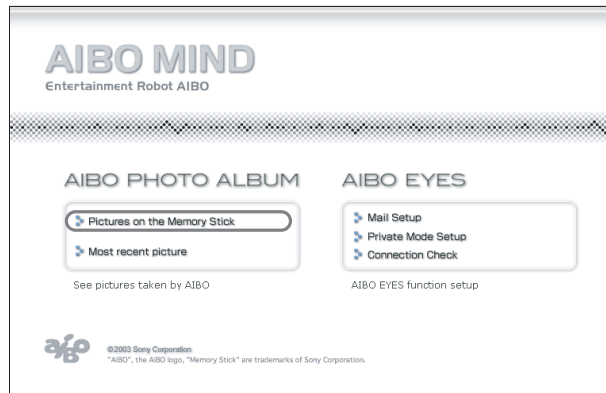 AIBO MIND
Entertainment Robot AIBO
AIBO PHOTO ALBUM
Pictures on the Memory Stick
Most recent picture
See pictures taken by AIBO
AIBO EYES
Mail Setup
Private Mode Setup
Connection Check
AIBO EYES function setup
aibo
©2003 Sony Corporation
"AIBO", the AIBO logo, "Memory Stick" are trademarks of Sony Corporation.